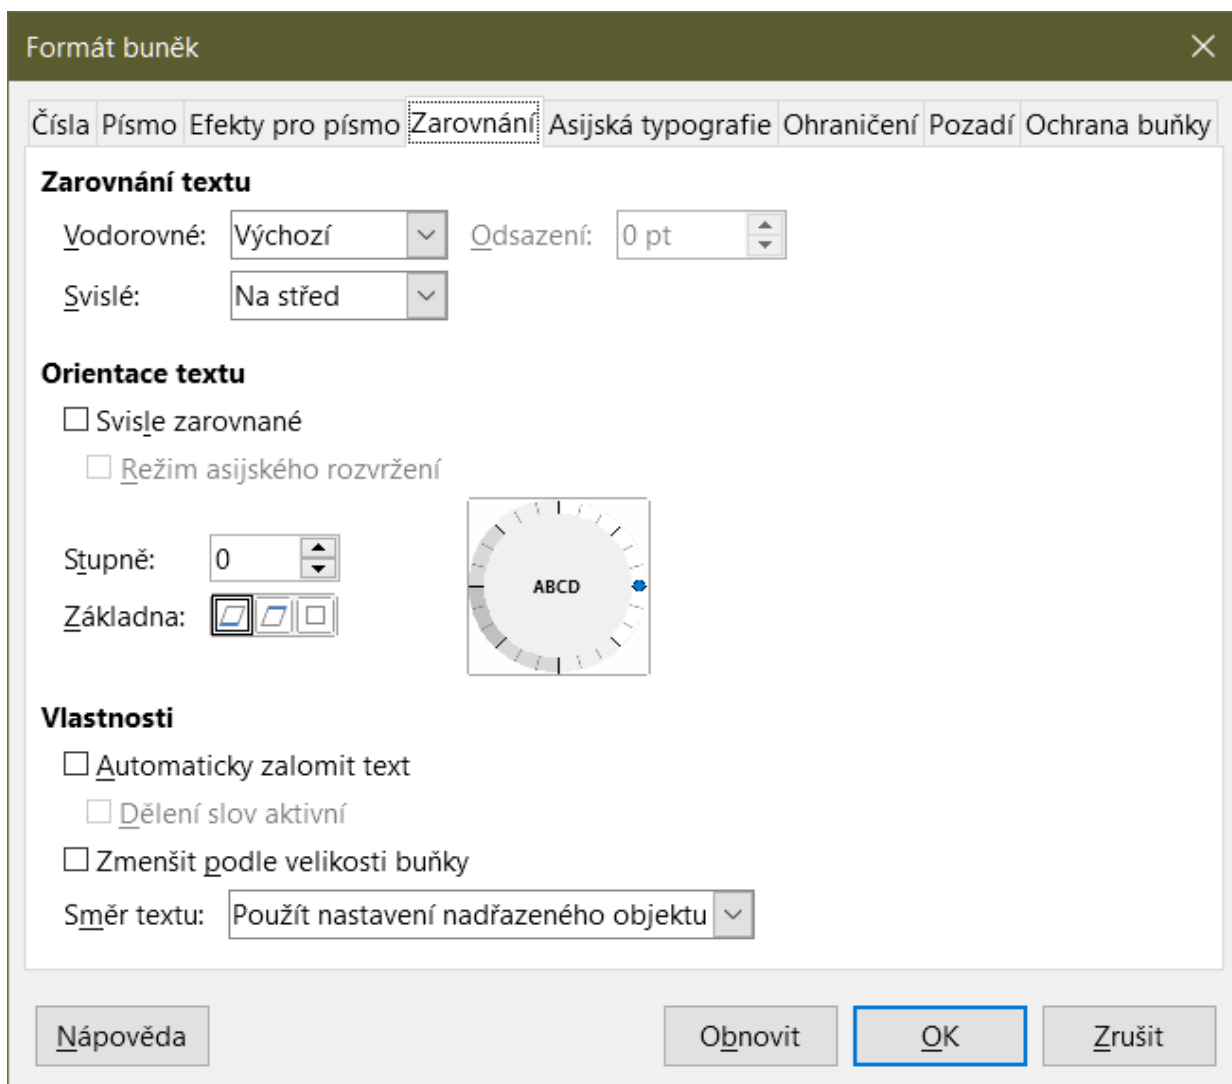 Formát buněk
Čísla Písmo Efekty pro písmo Zarovnání Asijská typografie Ohraničení Pozadí Ochrana buňky
Zarovnání textu
Vodorovné: Výchozí Odsazení: 0 pt
Svislé: Na střed
Orientace textu
Svisle zarovnané
Režim asijského rozvržení
Stupně: 0
ABCD
Základna:
Vlastnosti
Automaticky zalomit text
Dělení slov aktivní
Zmenšit podle velikosti buňky
Směr textu: Použít nastavení nadřazeného objektu
Nápověda Obnovit OK Zrušit